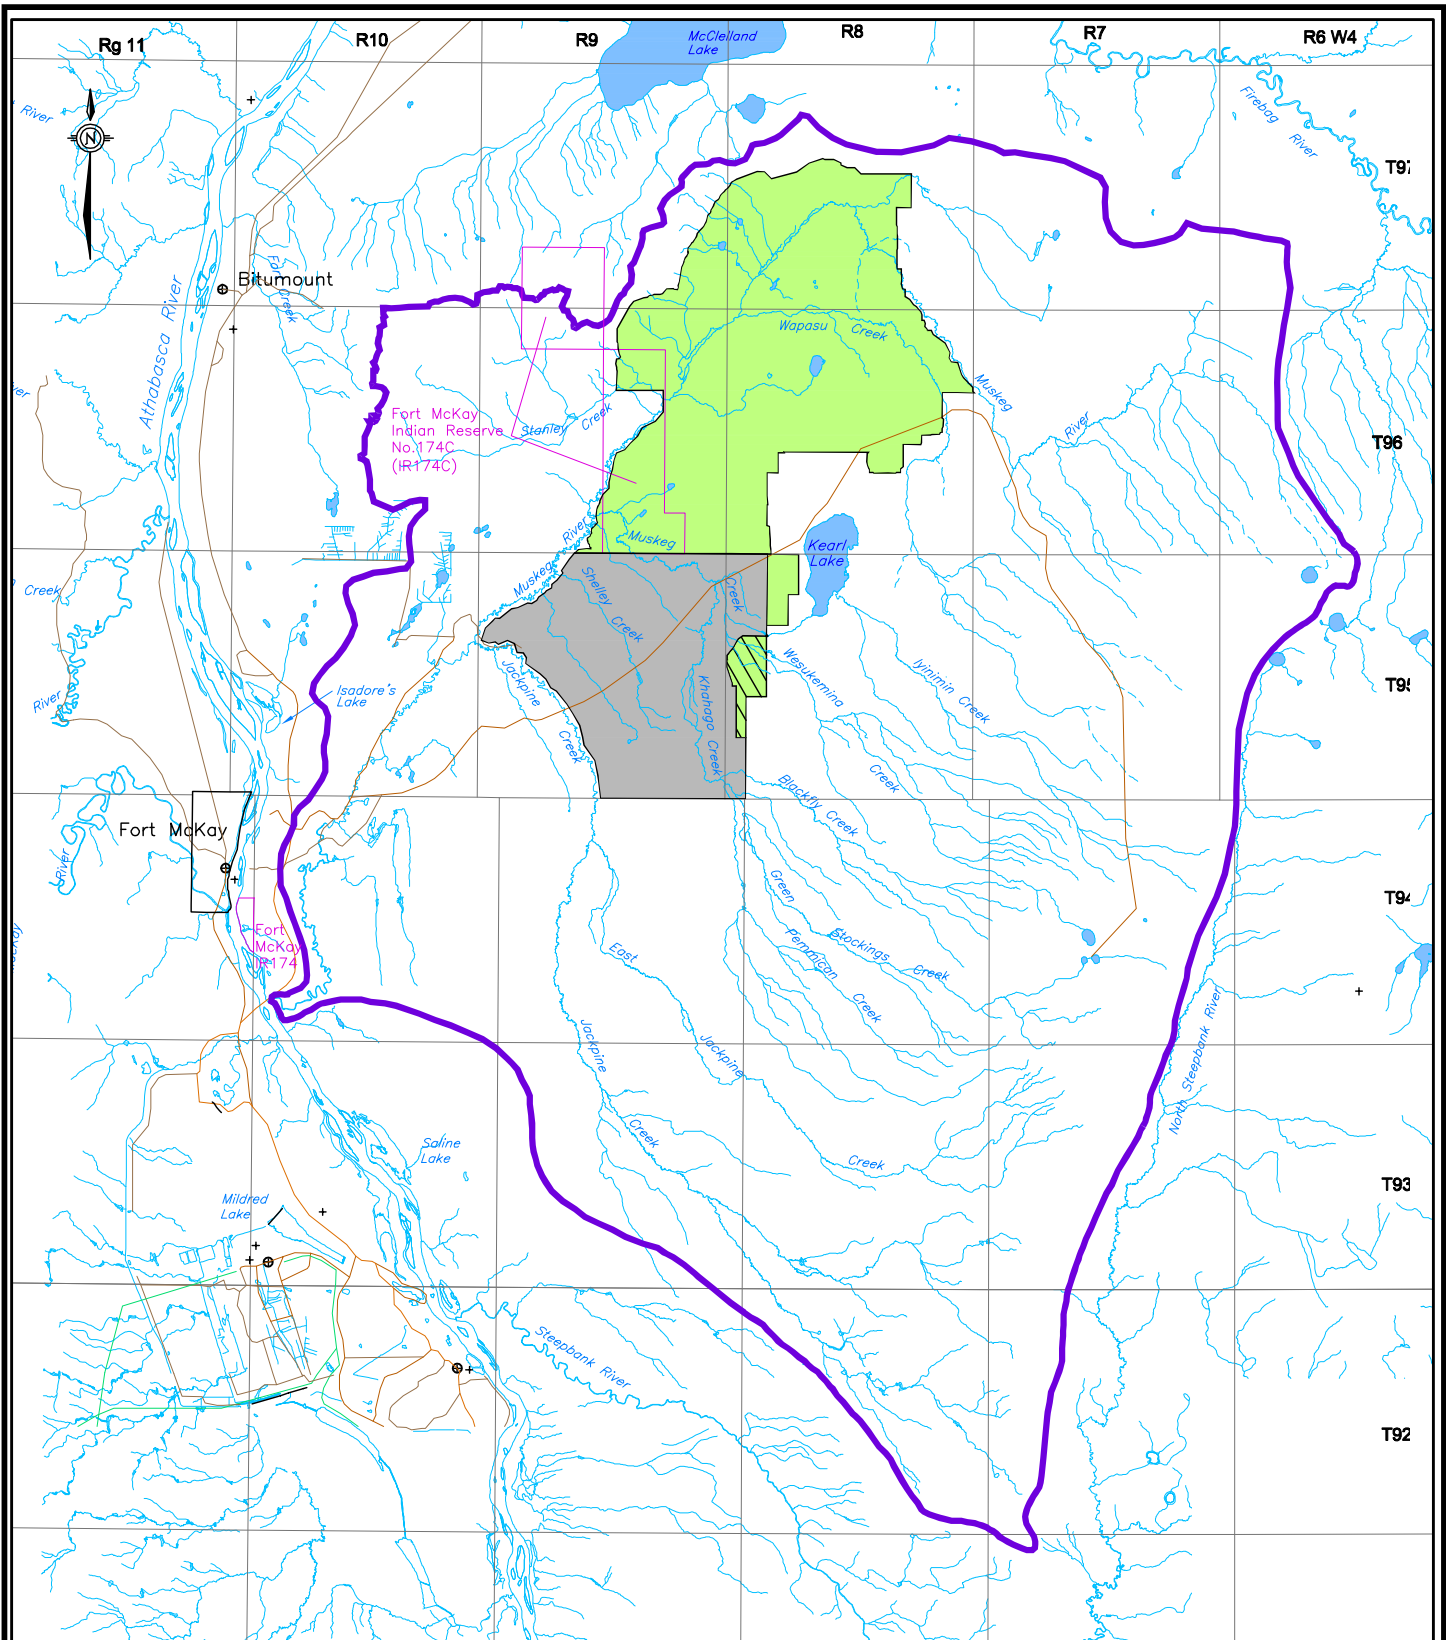 Rg 11
R10
R9
McClelland
Lake
R8
R7
R6 W4
River
N
Firebag
River
T97
Bitumount
Fort
Creek
Athabasca River
Wapasu
Creek
Muskeg
River
Fort McKay
Indian Reserve
No.174C
(IR174C)
Stanley
Creek
T96
River
Muskeg
Kearl
Lake
Muskeg
Shelley
Creek
Creek
Creek
River
Jackpine
Creek
Isadore's
Lake
Khahago
Creek
Wesukemina
Creek
Iyinimin
Creek
T95
Blackfly
Creek
Fort McKay
River
Green
Stockings
Creek
T94
Fort
McKay
IR174
East
Pemmican
Creek
Jackpine
Jackpine
Creek
Creek
North Steepbank River
Saline
Lake
Mildred
Lake
T93
Steepbank River
T92